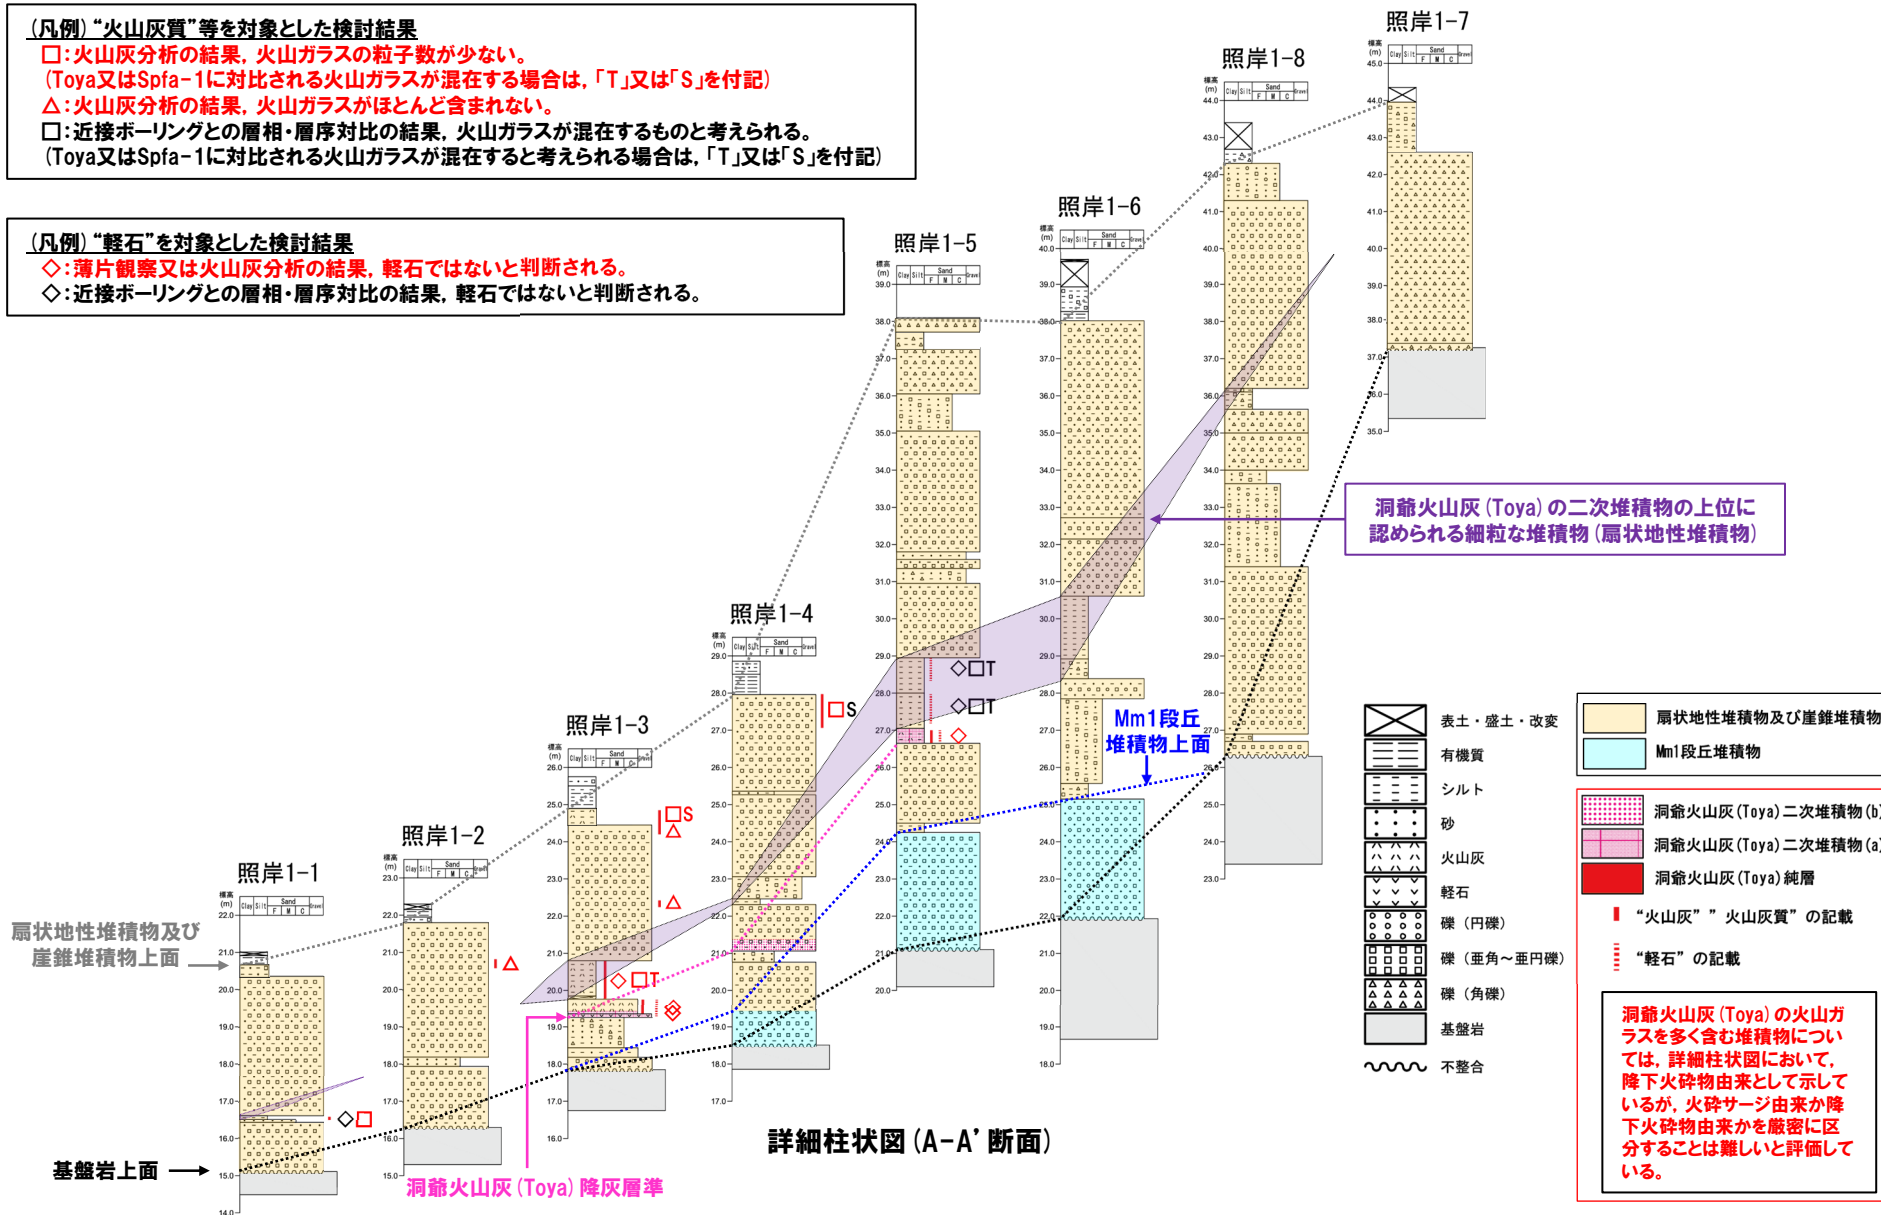 (凡例)“火山灰質”等を対象とした検討結果
□:火山灰分析の結果, 火山ガラスの粒子数が少ない。
(Toya又はSpfa-1に対比される火山ガラスが混在する場合は,「T」又は「S」を付記)
△:火山灰分析の結果, 火山ガラスがほとんど含まれない。
□:近接ボーリングとの層相・層序対比の結果, 火山ガラスが混在するものと考えられる。
(Toya又はSpfa-1に対比される火山ガラスが混在すると考えられる場合は,「T」又は「S」を付記)
(凡例)“軽石”を対象とした検討結果
◇:薄片観察又は火山灰分析の結果, 軽石ではないと判断される。
◇:近接ボーリングとの層相・層序対比の結果, 軽石ではないと判断される。
照岸1-7
照岸1-8
照岸1-6
照岸1-5
照岸1-4
照岸1-3
照岸1-2
照岸1-1
標高
(m)
Clay Silt Sand Gravel
F M C
洞爺火山灰(Toya)の二次堆積物の上位に
認められる細粒な堆積物(扇状地性堆積物)
◇□T
◇□T
◇
□S
□S
△
△
◇□T
△
◇□
Mm1段丘
堆積物上面
扇状地性堆積物及び
崖錐堆積物上面
基盤岩上面
洞爺火山灰(Toya)降灰層準
詳細柱状図(A-A’断面)
表土・盛土・改変
有機質
シルト
砂
火山灰
軽石
礫(円礫)
礫(亜角~亜円礫)
礫(角礫)
基盤岩
不整合
扇状地性堆積物及び崖錐堆積物
Mm1段丘堆積物
洞爺火山灰(Toya)二次堆積物(b)
洞爺火山灰(Toya)二次堆積物(a)
洞爺火山灰(Toya)純層
“火山灰” ”火山灰質”の記載
“軽石”の記載
洞爺火山灰(Toya)の火山ガ
ラスを多く含む堆積物につい
ては, 詳細柱状図において,
降下火砕物由来として示して
いるが, 火砕サージ由来か降
下火砕物由来かを厳密に区
分することは難しいと評価して
いる。